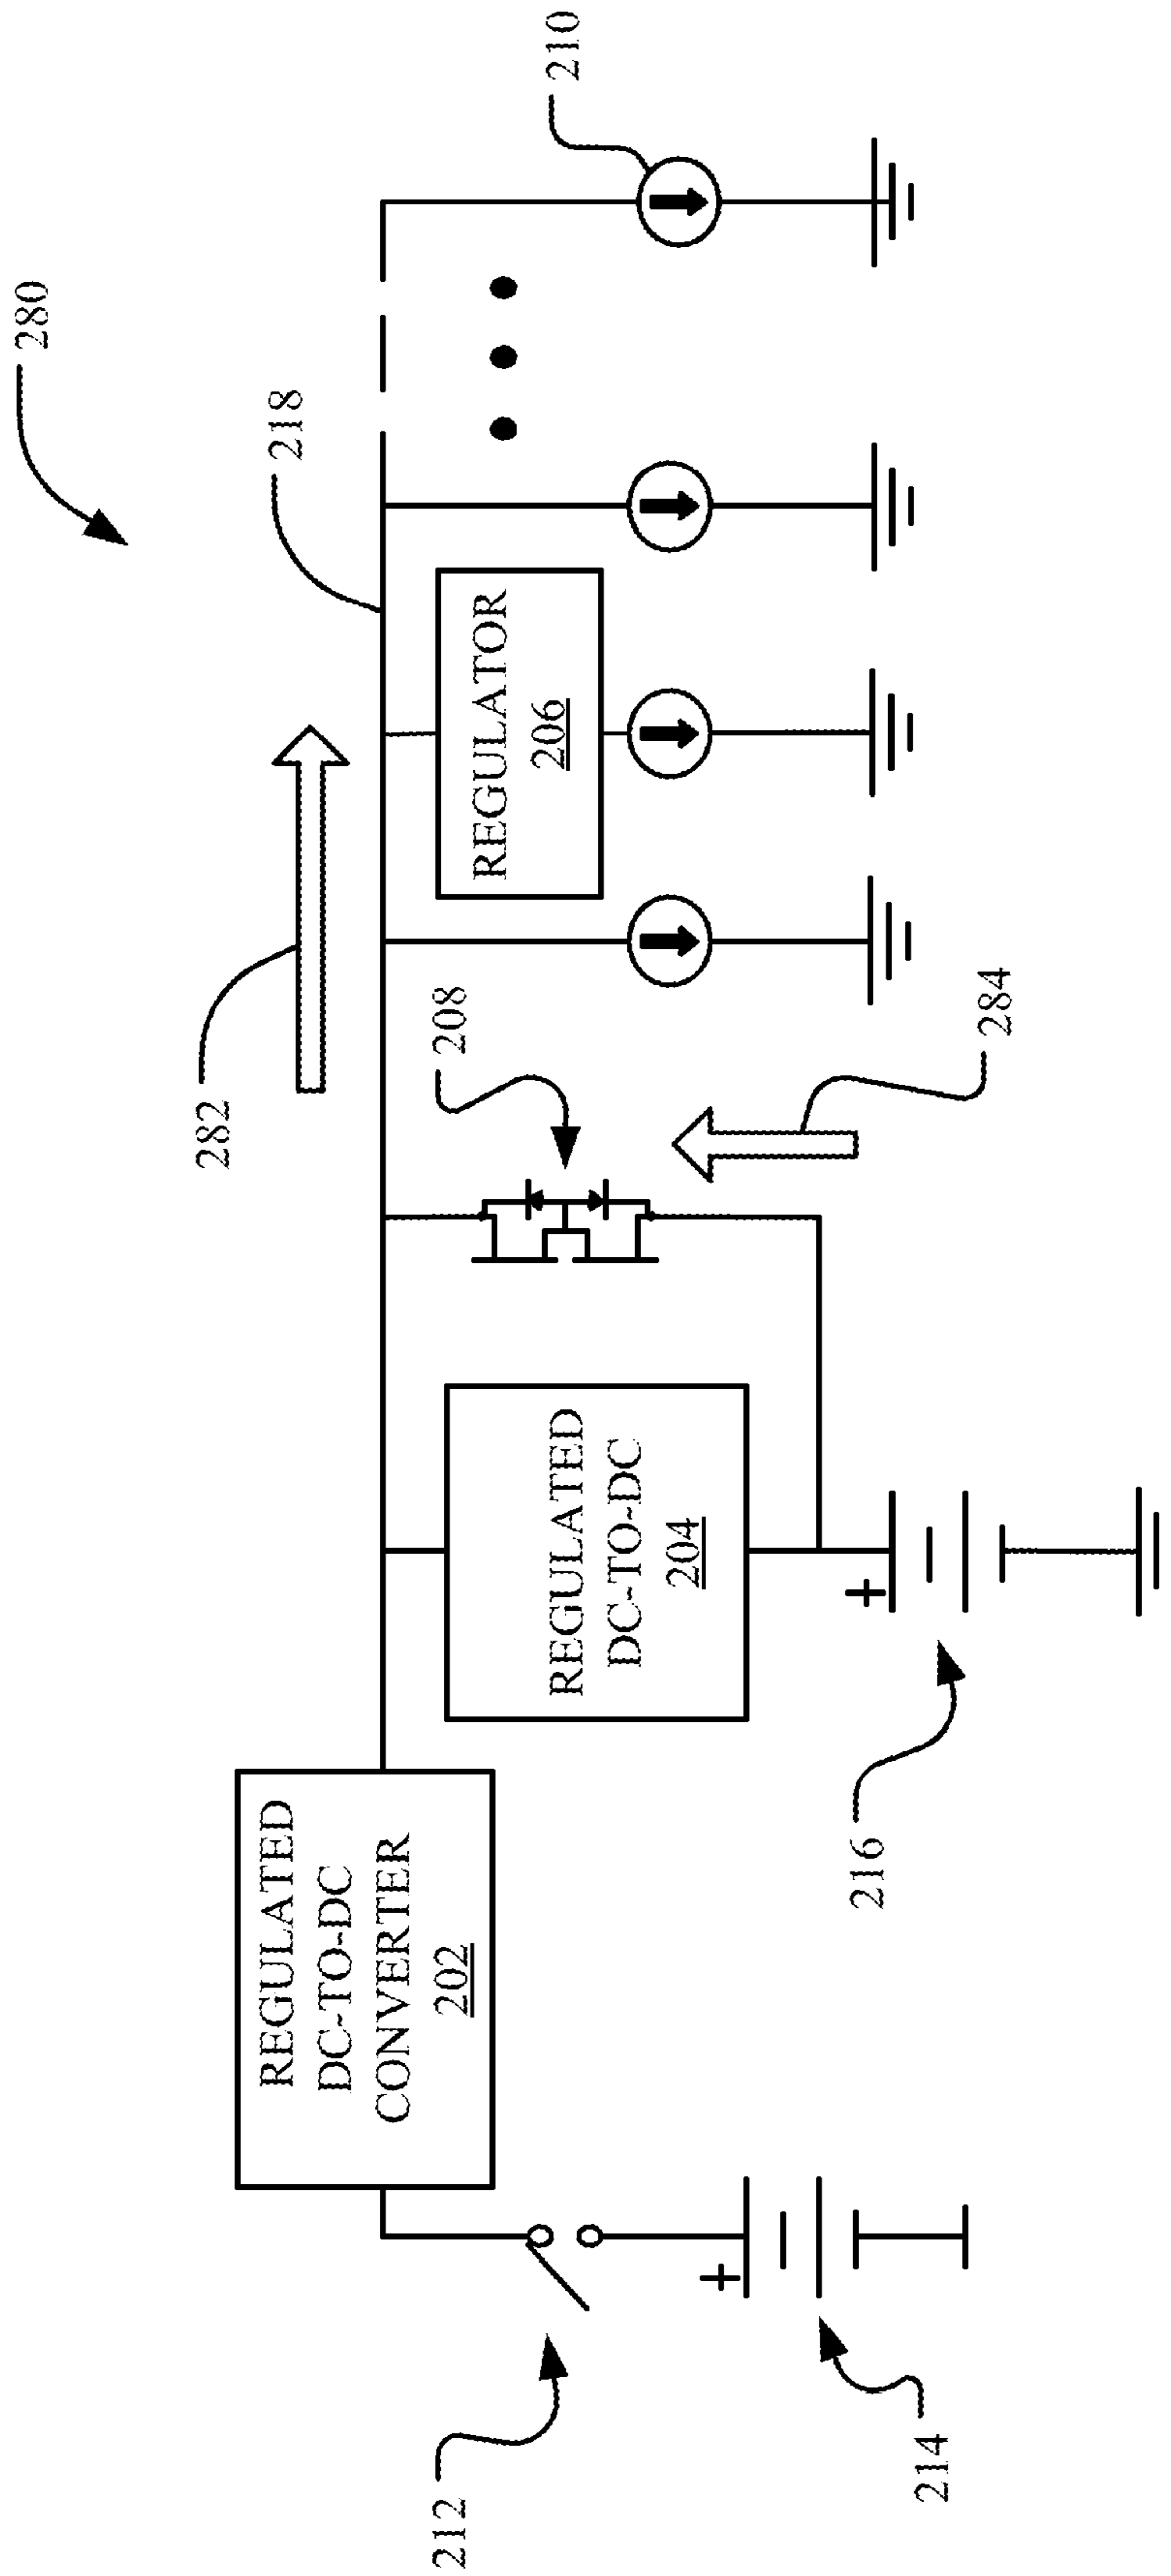 280
218
210
282
REGULATED
DC-TO-DC
CONVERTER
202
REGULATED
DC-TO-DC
204
208
REGULATOR
206
284
212
214
216
+
+